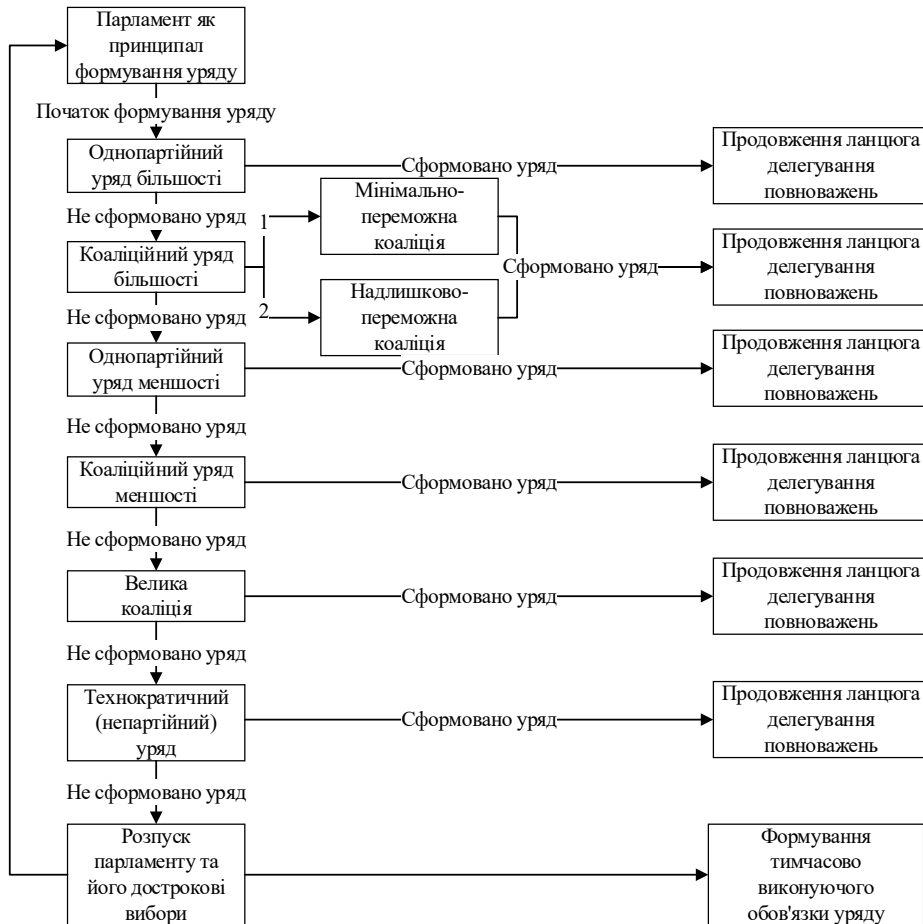 Парламент як
принципал
формування уряду
Початок формування уряду
Однопартійний
уряд більшості
Сформовано уряд
Продовження ланцюга
делегування
повноважень
Не сформовано уряд
1
Мінімально-
переможна
коаліція
Коаліційний уряд
більшості
Сформовано уряд
Продовження ланцюга
делегування
повноважень
2
Надлишково-
переможна
коаліція
Не сформовано уряд
Однопартійний
уряд меншості
Сформовано уряд
Продовження ланцюга
делегування
повноважень
Не сформовано уряд
Коаліційний уряд
меншості
Сформовано уряд
Продовження ланцюга
делегування
повноважень
Не сформовано уряд
Велика
коаліція
Сформовано уряд
Продовження ланцюга
делегування
повноважень
Не сформовано уряд
Технократичний
(непартійний)
уряд
Сформовано уряд
Продовження ланцюга
делегування
повноважень
Не сформовано уряд
Розпуск
парламенту та
його дострокові
вибори
Формування
тимчасово
виконуючого
обов'язки уряду